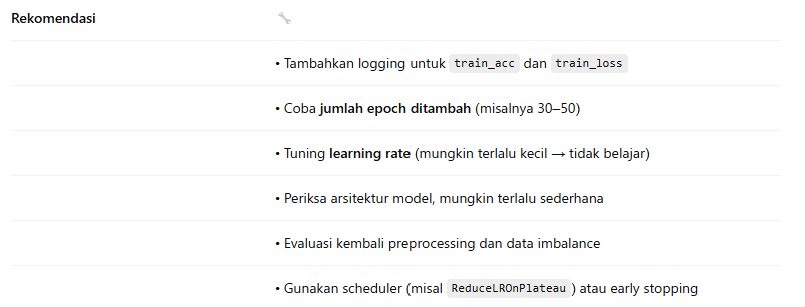 Rekomendasi 🔧
• Tambahkan logging untuk train_acc dan train_loss
• Coba jumlah epoch ditambah (misalnya 30–50)
• Tuning learning rate (mungkin terlalu kecil → tidak belajar)
• Periksa arsitektur model, mungkin terlalu sederhana
• Evaluasi kembali preprocessing dan data imbalance
• Gunakan scheduler (misal ReduceLROnPlateau) atau early stopping